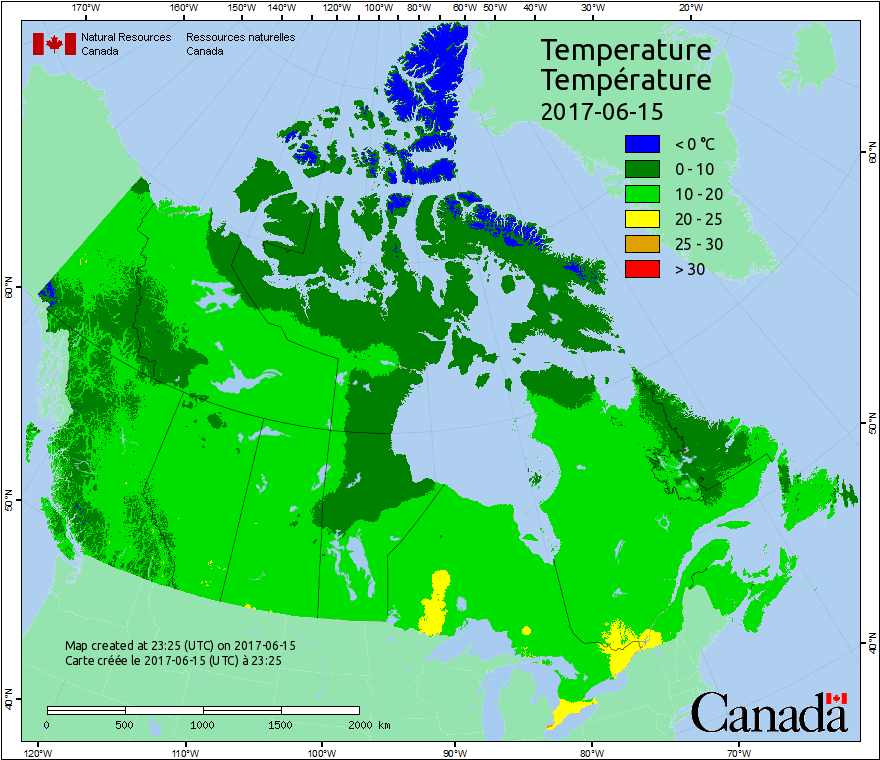 170°W 160°W 150°W 140°W 130°W 120°W 110°W 100°W 90°W 80°W 60°W 50°W 40°W 30°W 20°W
Natural Resources Ressources naturelles
Canada Canada
Temperature
Température
2017-06-15
< 0 °C
0 - 10
10 - 20
20 - 25
25 - 30
> 30
60°N
60°N
50°N
50°N
40°N
40°N
Map created at 23:25 (UTC) on 2017-06-15
Carte créée le 2017-06-15 (UTC) à 23:25
0 500 1000 1500 2000 km
Canada
120°W 110°W 100°W 90°W 80°W 70°W